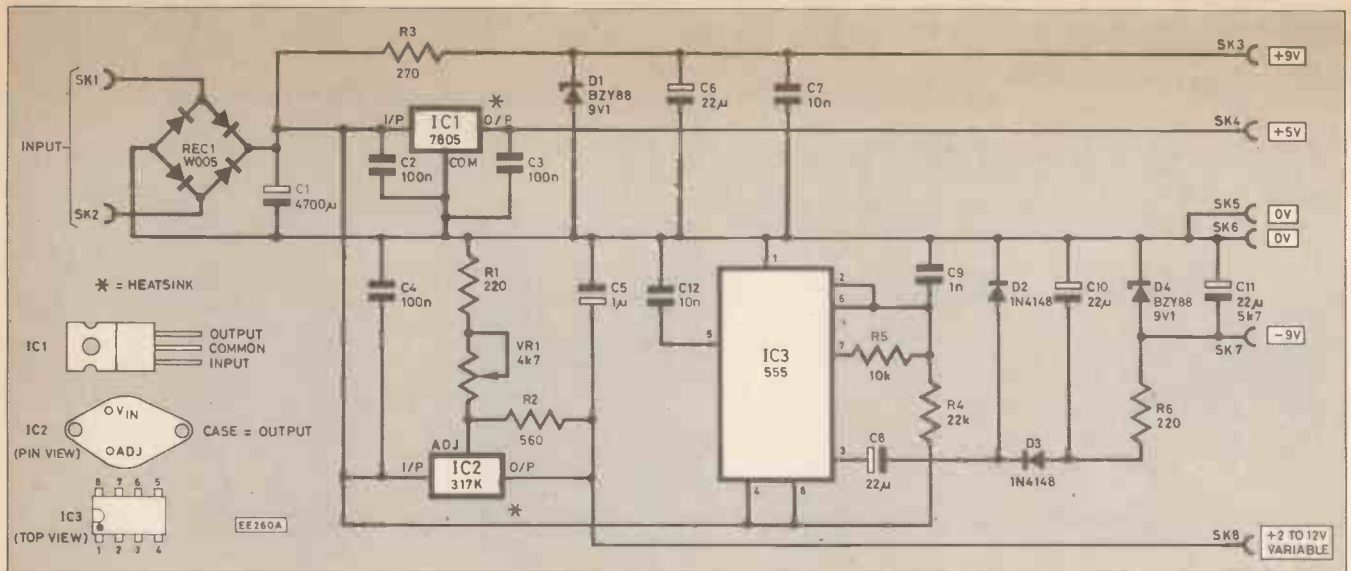 R3
270
SK3
+9V
D1
BZY88
9V1
C6
22μ
C7
10n
SK1
INPUT
SK2
REC1
W005
C1
4700μ
I/P
IC1
7805
O/P
*
COM
C2
100n
C3
100n
SK4
+5V
SK5
0V
SK6
0V
* = HEATSINK
IC1
OUTPUT
COMMON
INPUT
IC2
(PIN VIEW)
VIN
ADJ
CASE = OUTPUT
IC3
(TOP VIEW)
8 7 6 5
1 2 3 4
EE260A
C4
100n
R1
220
VR1
4k7
R2
560
ADJ
I/P
IC2
317K
O/P
*
C5
1μ
C12
10n
1
2
6
5
7
IC3
555
3
4
8
R5
10k
C9
1n
R4
22k
C8
22μ
D2
1N4148
D3
1N4148
C10
22μ
D4
BZY88
9V1
C11
22μ
5k7
SK7
-9V
R6
220
SK8
+2 TO 12V
VARIABLE